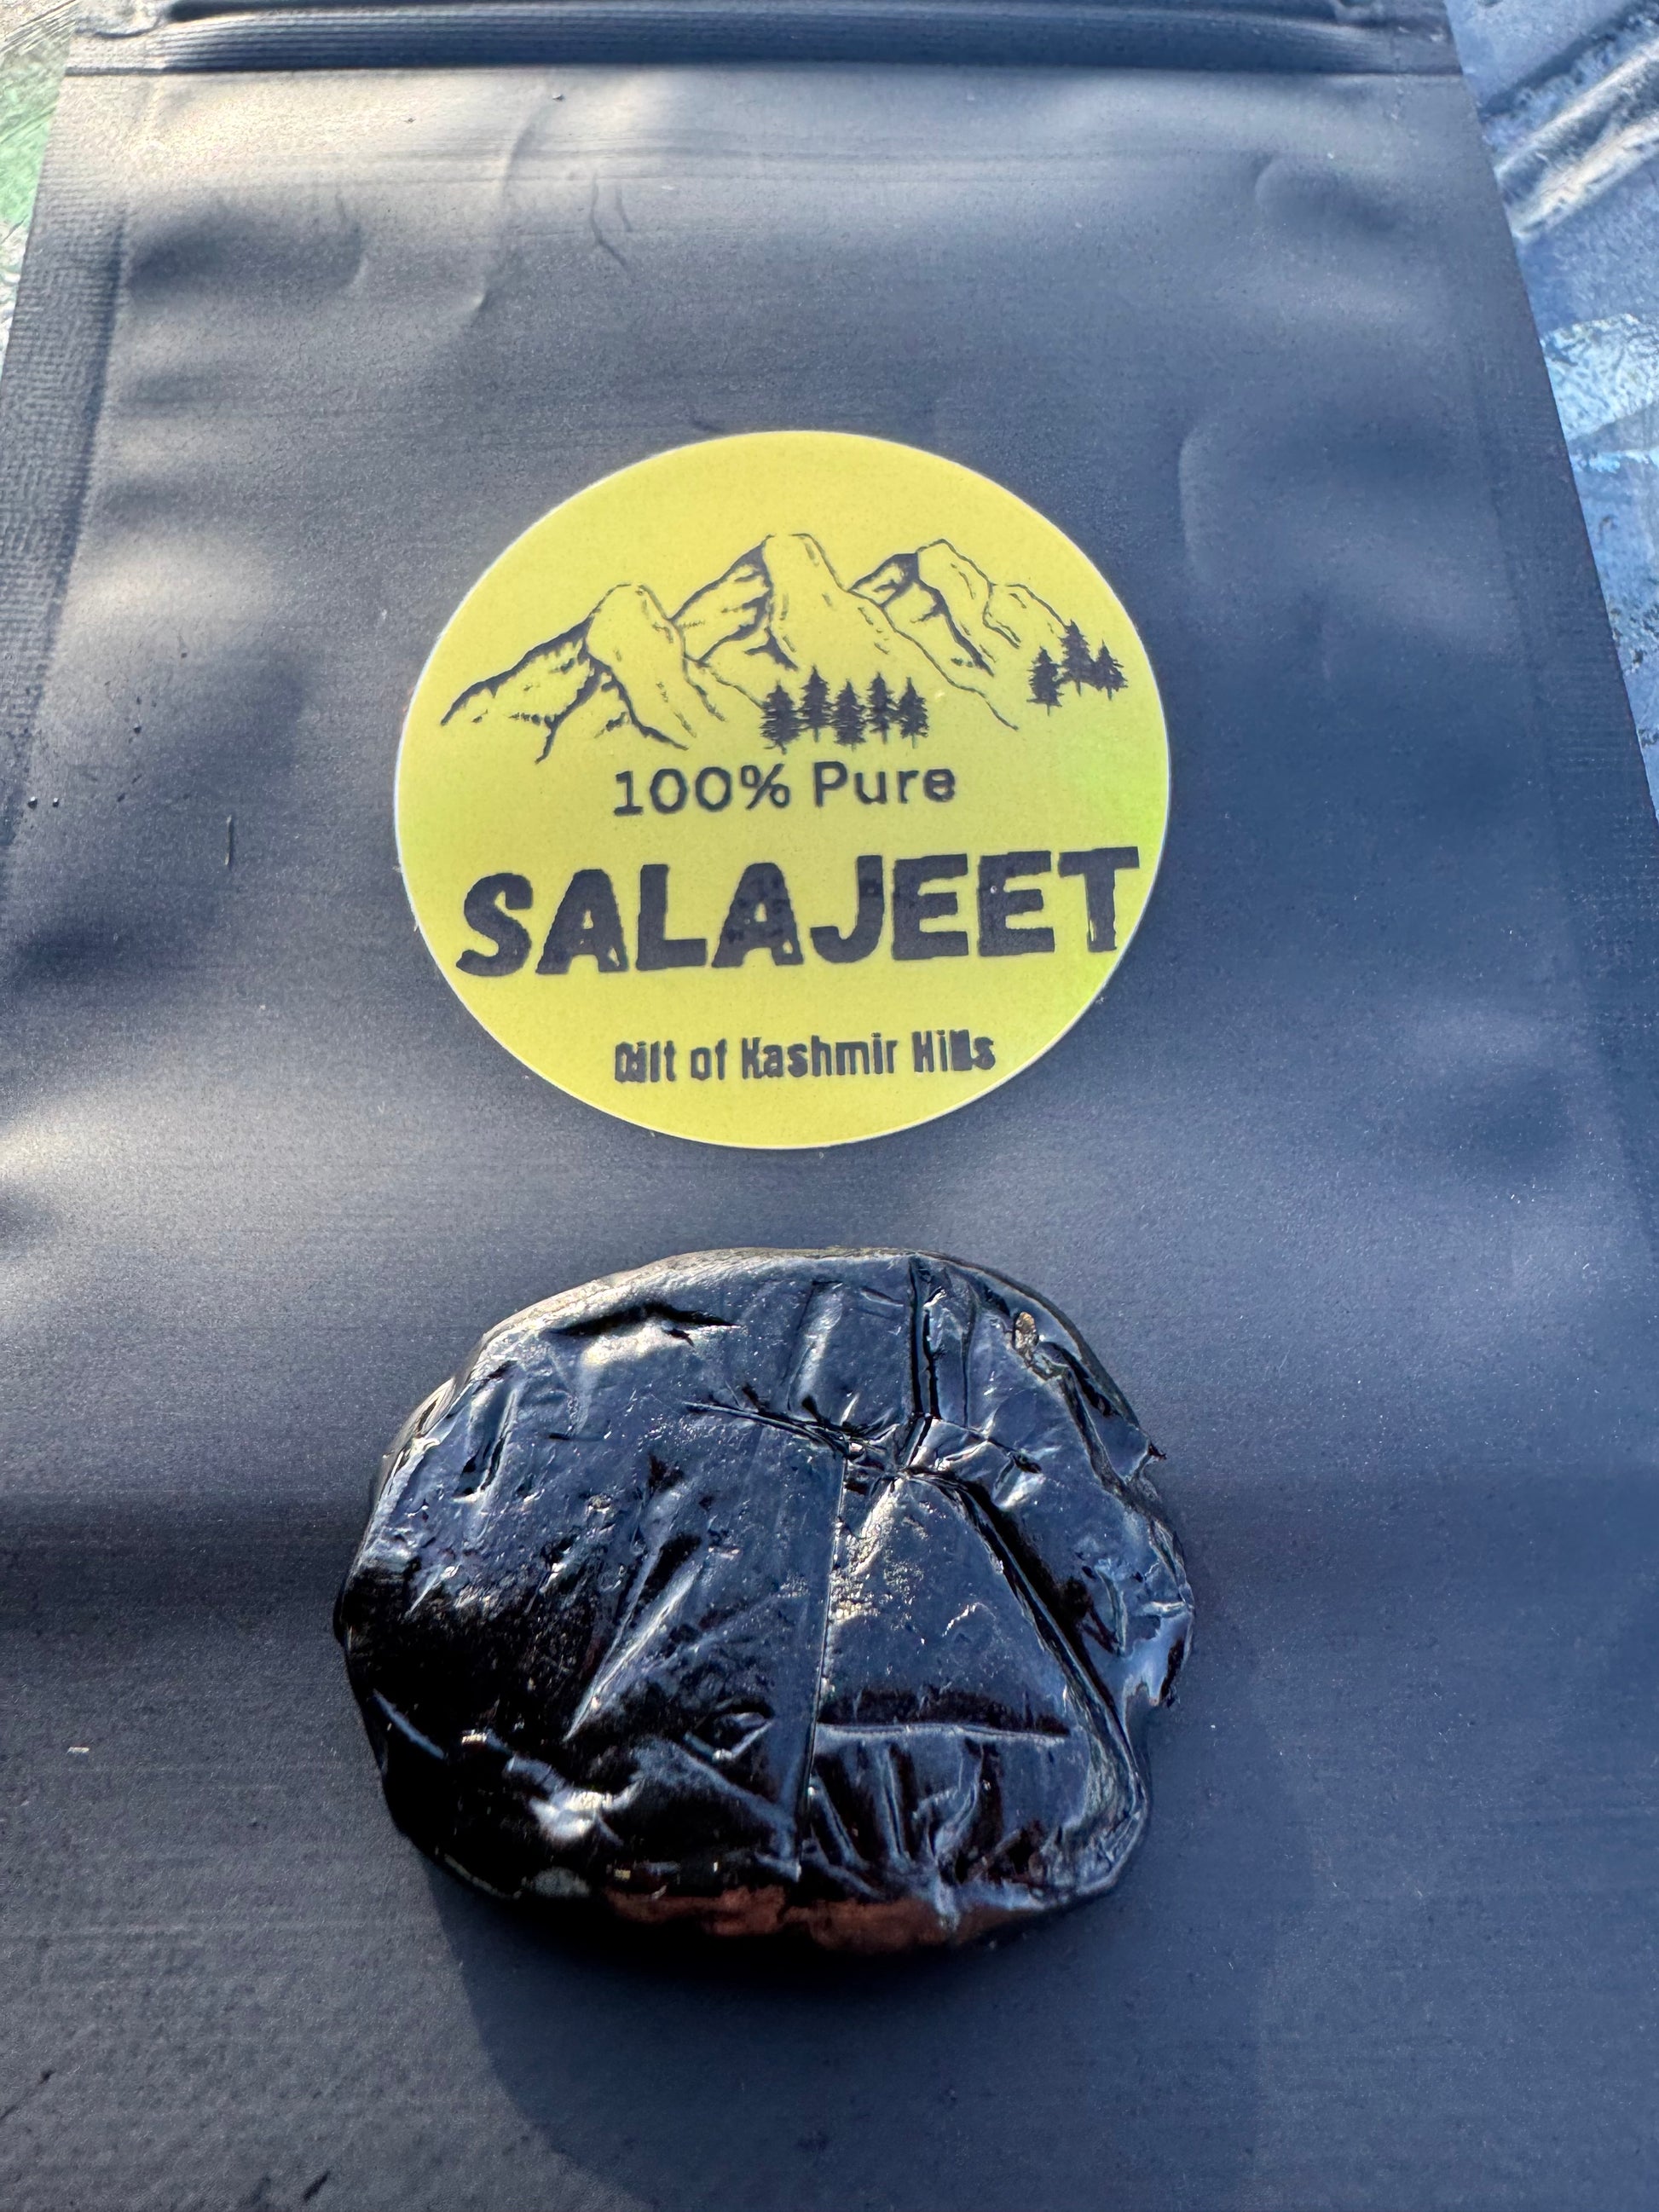 100% Pure
SALAJEET
Gift of Kashmir Hills